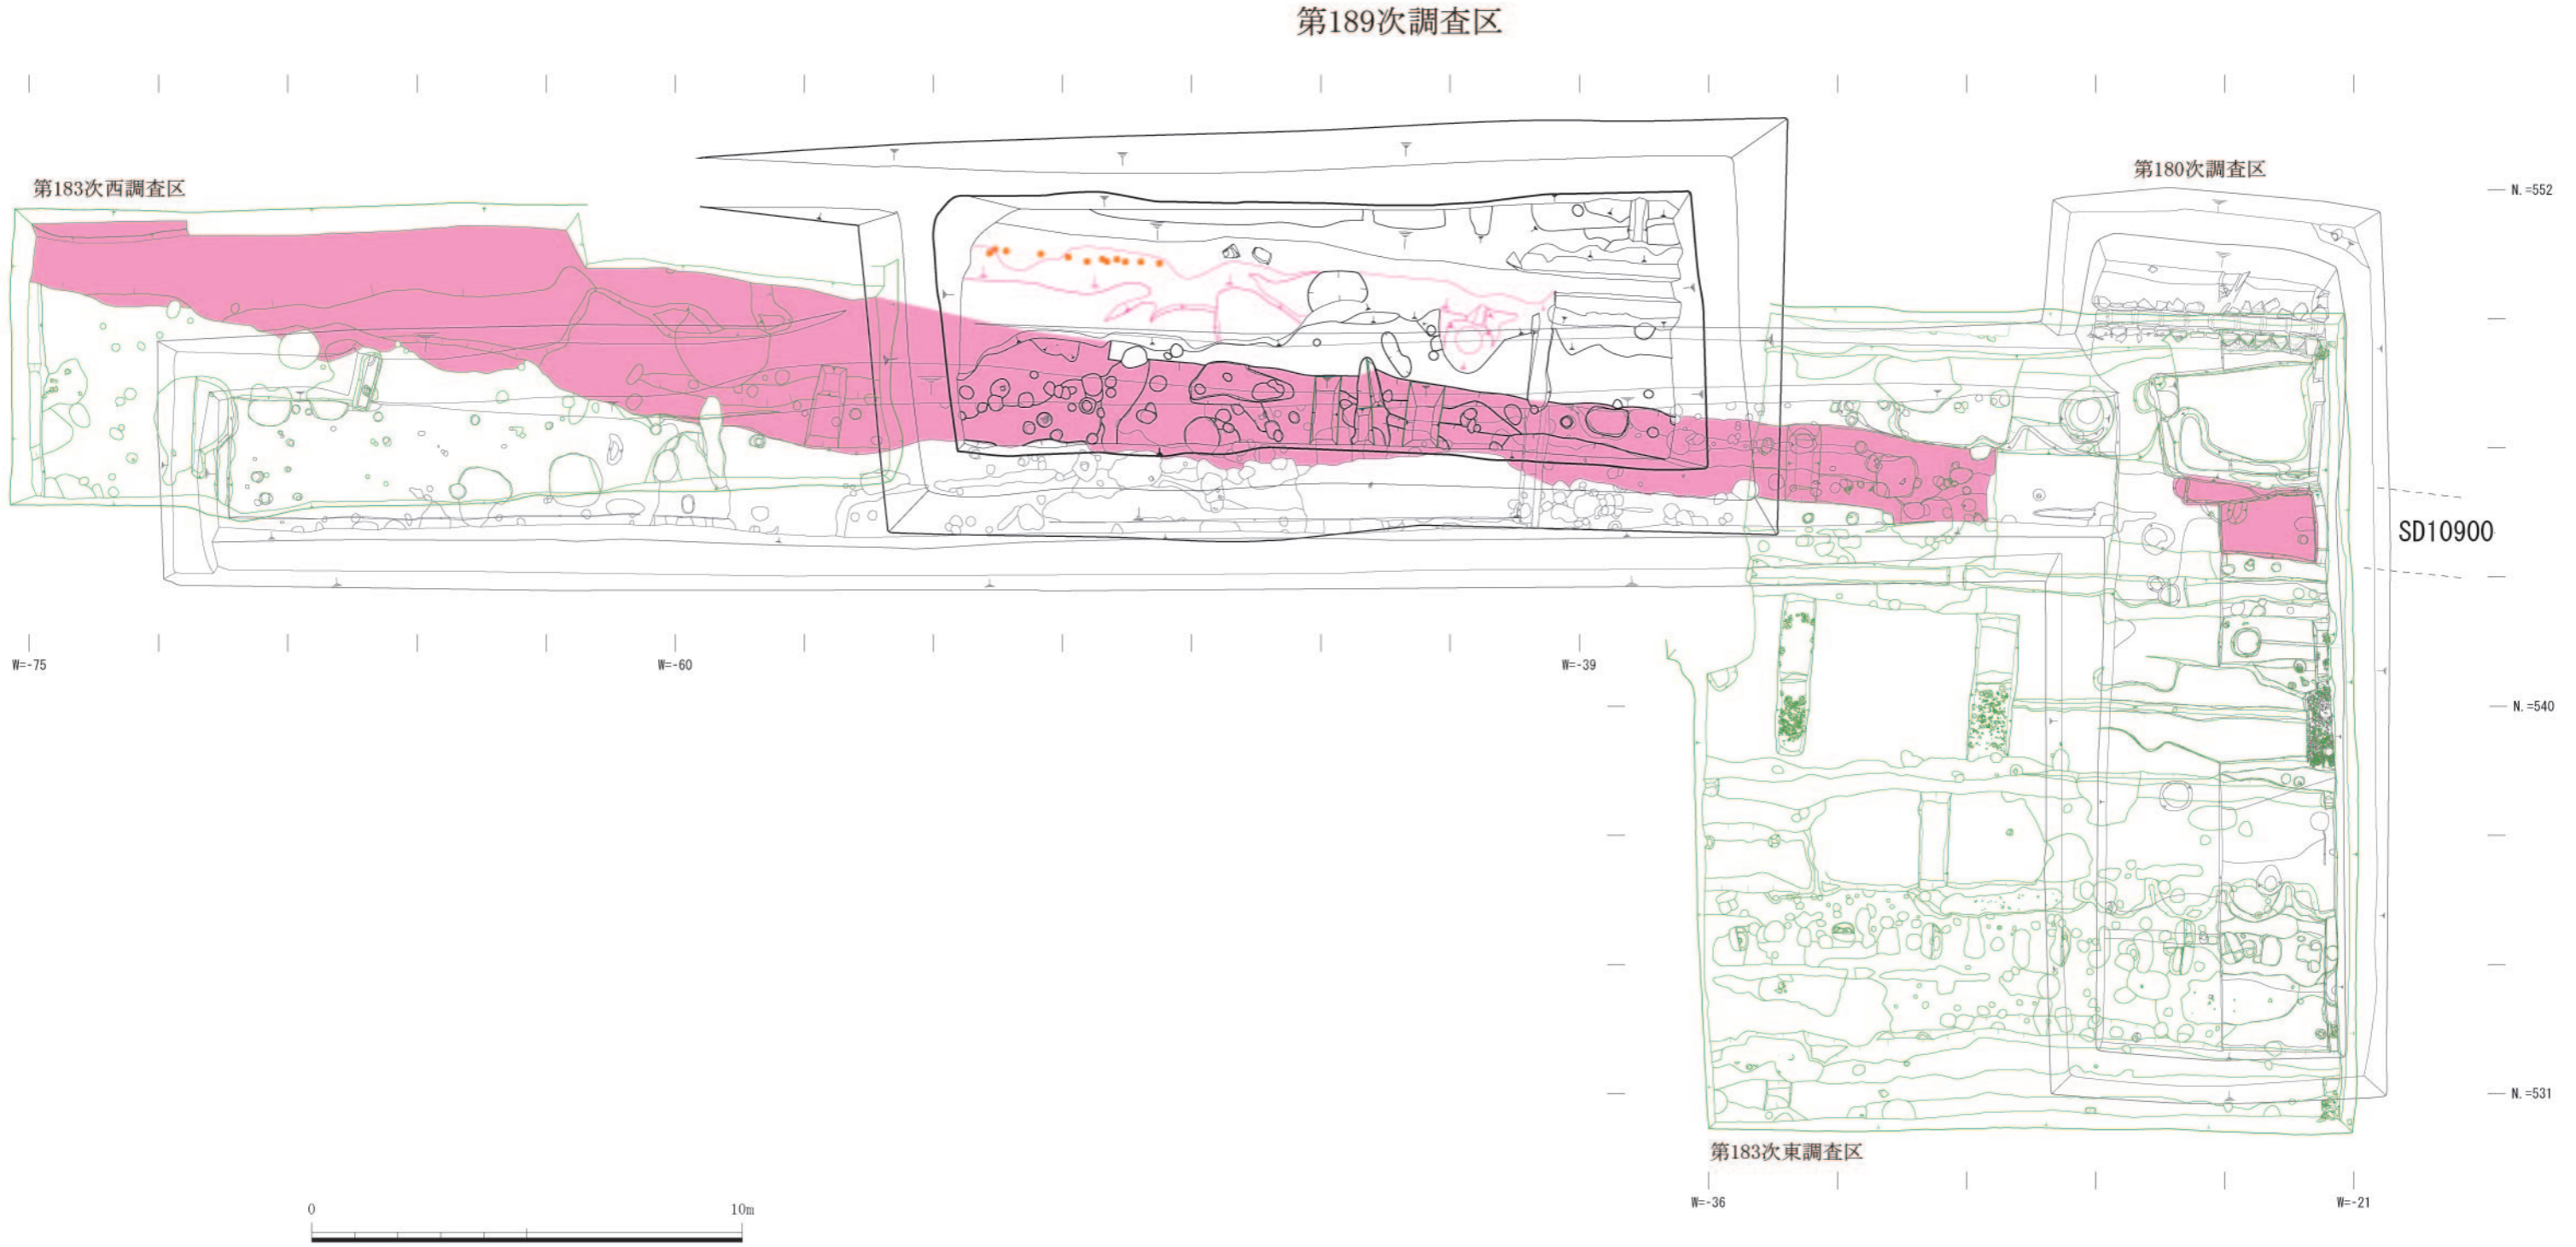 第189次調査区
第180次調査区
第183次西調査区
N.=552
SD10900
W=-75
W=-60
W=-39
N.=540
N.=531
第183次東調査区
W=-36
W=-21
0
10m